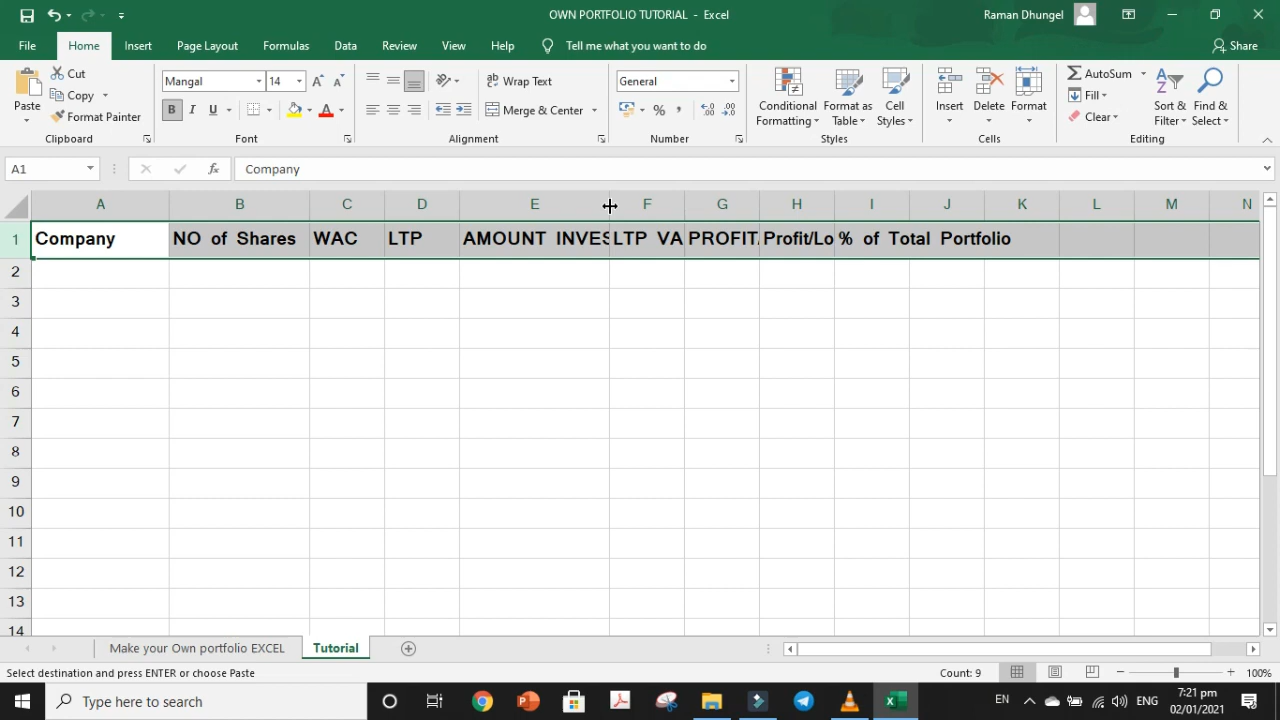 OWN PORTFOLIO TUTORIAL - Excel
Raman Dhungel
File Home Insert Page Layout Formulas Data Review View Help Tell me what you want to do Share
Paste
Cut
Copy
Format Painter
Clipboard
Mangal 14
B I U
Font
Wrap Text
Merge & Center
Alignment
General
%
Number
Conditional Formatting
Format as Table
Cell Styles
Styles
Insert Delete Format
Cells
AutoSum
Fill
Clear
Sort & Filter
Find & Select
Editing
A1 fx Company
A B C D E F G H I J K L M N
1 Company NO of Shares WAC LTP AMOUNT INVES LTP VA PROFIT/ Profit/Lo % of Total Portfolio
2
3
4
5
6
7
8
9
10
11
12
13
14
Make your Own portfolio EXCEL Tutorial
Select destination and press ENTER or choose Paste Count: 9 100%
Type here to search
EN ENG
7:21 pm
02/01/2021